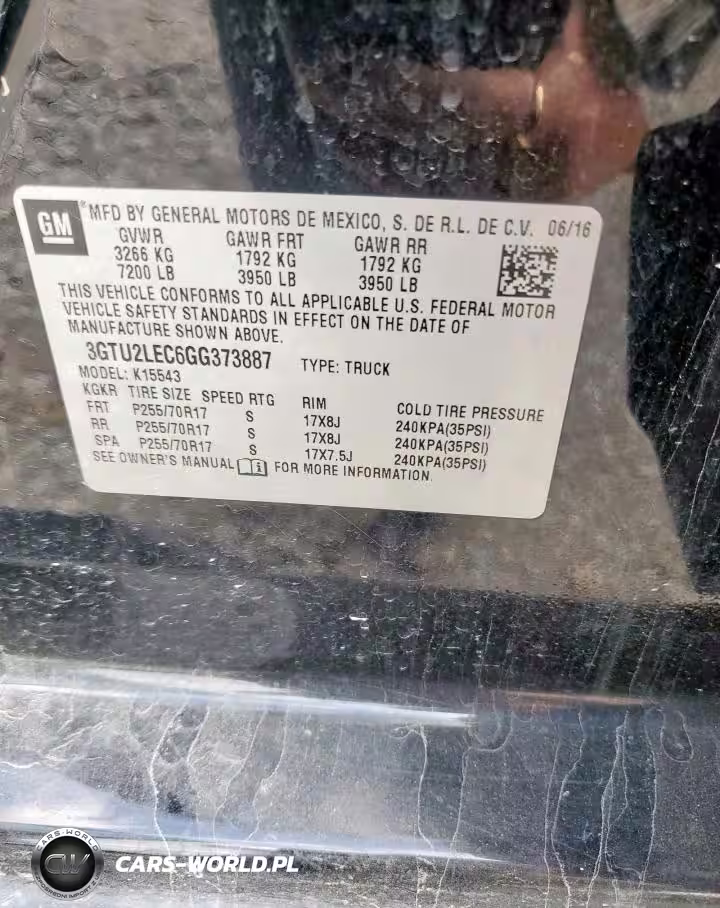 GM ®MFD BY GENERAL MOTORS DE MEXICO, S. DE R.L. DE C.V. 06/16
GVWR GAWR FRT GAWR RR
3266 KG 1792 KG 1792 KG
7200 LB 3950 LB 3950 LB
THIS VEHICLE CONFORMS TO ALL APPLICABLE U.S. FEDERAL MOTOR
VEHICLE SAFETY STANDARDS IN EFFECT ON THE DATE OF
MANUFACTURE SHOWN ABOVE.
3GTU2LEC6GG373887 TYPE: TRUCK
MODEL: K15543
KGKR TIRE SIZE SPEED RTG RIM COLD TIRE PRESSURE
FRT P255/70R17 S 17X8J 240KPA(35PSI)
RR P255/70R17 S 17X8J 240KPA(35PSI)
SPA P255/70R17 S 17X7.5J 240KPA(35PSI)
SEE OWNER'S MANUAL i FOR MORE INFORMATION.
CARS-WORLD
CW
CARS-WORLD.PL